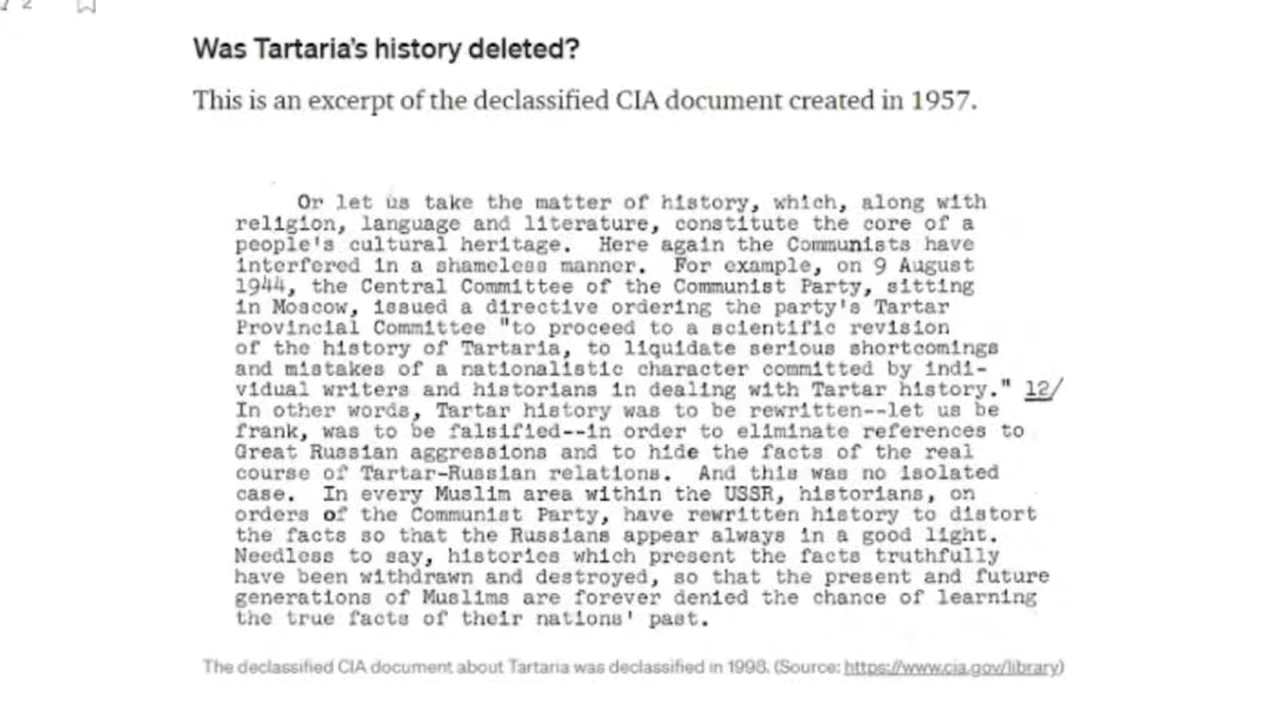 Was Tartaria's history deleted?
This is an excerpt of the declassified CIA document created in 1957.
Or let us take the matter of history, which, along with
religion, language and literature, constitute the core of a
people's cultural heritage. Here again the Communists have
interfered in a shameless manner. For example, on 9 August
1944, the Central Committee of the Communist Party, sitting
in Moscow, issued a directive ordering the party's Tartar
Provincial Committee "to proceed to a scientific revision
of the history of Tartaria, to liquidate serious shortcomings
and mistakes of a nationalistic character committed by indi-
vidual writers and historians in dealing with Tartar history." 12/
In other words, Tartar history was to be rewritten--let us be
frank, was to be falsified--in order to eliminate references to
Great Russian aggressions and to hide the facts of the real
course of Tartar-Russian relations. And this was no isolated
case. In every Muslim area within the USSR, historians, on
orders of the Communist Party, have rewritten history to distort
the facts so that the Russians appear always in a good light.
Needless to say, histories which present the facts truthfully
have been withdrawn and destroyed, so that the present and future
generations of Muslims are forever denied the chance of learning
the true facts of their nations' past.
The declassified CIA document about Tartaria was declassified in 1998. (Source: https://www.cia.gov/library)